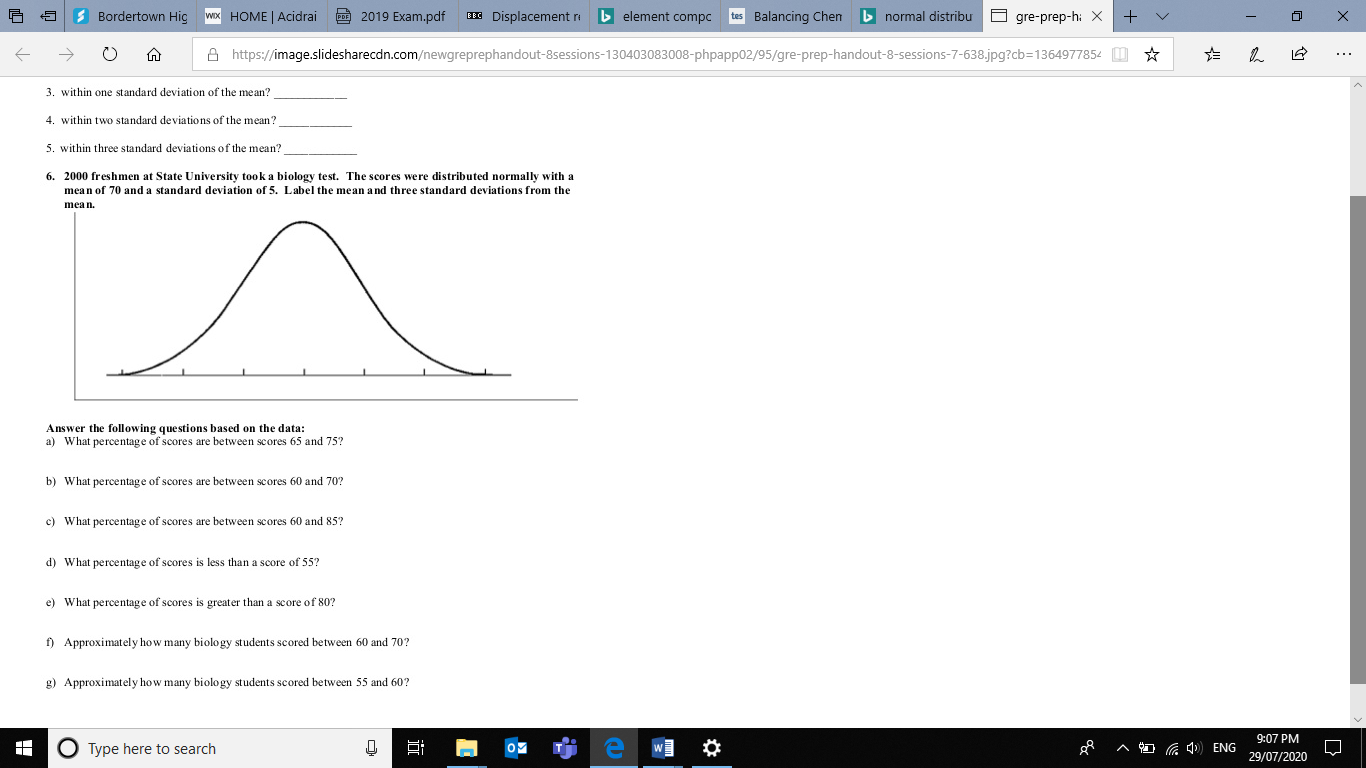 Bordertown Hig
WIX HOME | Acidrai
PDF 2019 Exam.pdf
BBC Displacement r
element compc
tes Balancing Chen
normal distribu
gre-prep-ha
https://image.slidesharecdn.com/newgreprephandout-8sessions-130403083008-phpapp02/95/gre-prep-handout-8-sessions-7-638.jpg?cb=1364977854
3. within one standard deviation of the mean? ____________
4. within two standard deviations of the mean? ____________
5. within three standard deviations of the mean? ____________
6. 2000 freshmen at State University took a biology test. The scores were distributed normally with a
mean of 70 and a standard deviation of 5. Label the mean and three standard deviations from the
mean.
Answer the following questions based on the data:
a) What percentage of scores are between scores 65 and 75?
b) What percentage of scores are between scores 60 and 70?
c) What percentage of scores are between scores 60 and 85?
d) What percentage of scores is less than a score of 55?
e) What percentage of scores is greater than a score of 80?
f) Approximately how many biology students scored between 60 and 70?
g) Approximately how many biology students scored between 55 and 60?
Type here to search
ENG
9:07 PM
29/07/2020